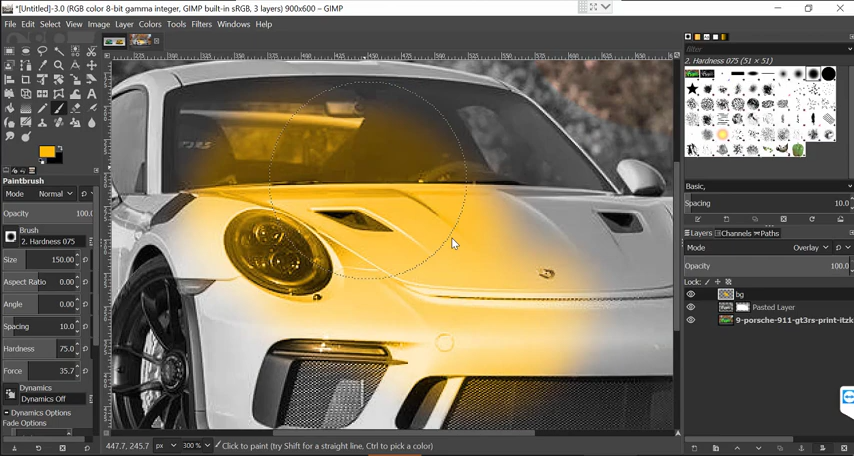 *[Untitled]-3.0 (RGB color 8-bit gamma integer, GIMP built-in sRGB, 3 layers) 900x600 – GIMP
File Edit Select View Image Layer Colors Tools Filters Windows Help
filter
2. Hardness 075 (51 × 51)
Paintbrush
Mode Normal
Opacity 100.0
Brush
2. Hardness 075
Size 150.00
Aspect Ratio 0.00
Angle 0.00
Spacing 10.0
Hardness 75.0
Force 35.7
Dynamics
Dynamics Off
Dynamics Options
Fade Options
Basic,
Spacing 10.0
Layers Channels Paths
Mode Overlay
Opacity 100.0
Lock:
bg
Pasted Layer
9-porsche-911-gt3rs-print-itzk
447.7, 245.7 px 300 % Click to paint (try Shift for a straight line, Ctrl to pick a color)